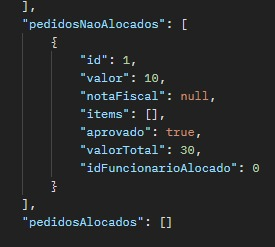 ],
"pedidosNaoAlocados": [
{
"id": 1,
"valor": 10,
"notaFiscal": null,
"items": [],
"aprovado": true,
"valorTotal": 30,
"idFuncionarioAlocado": 0
}
],
"pedidosAlocados": []